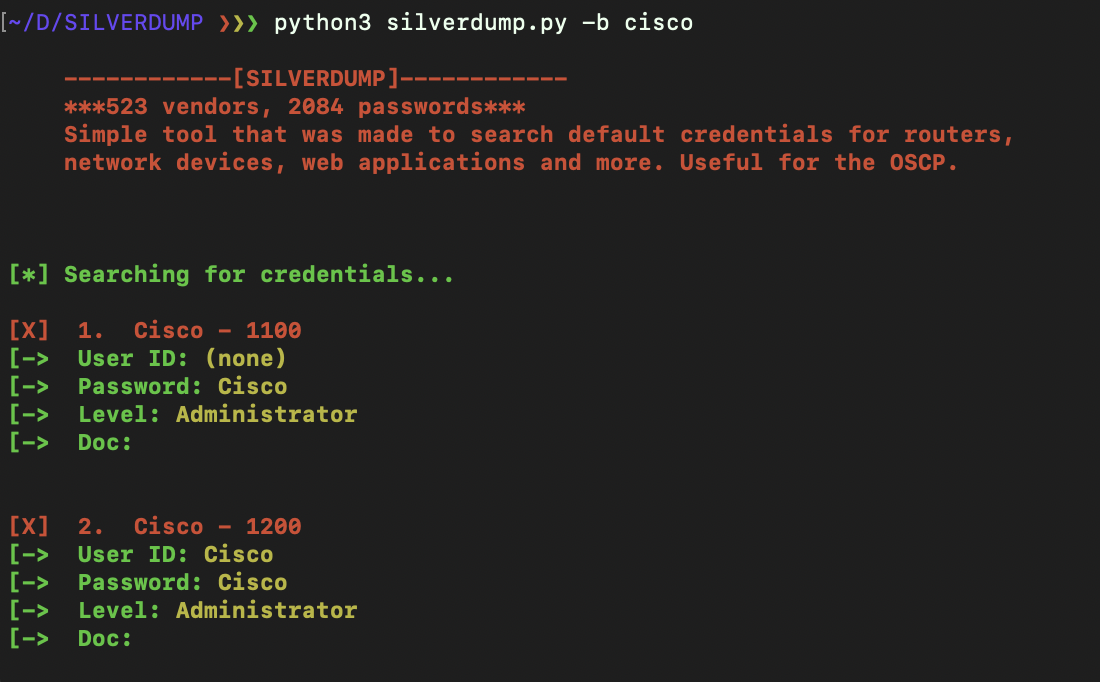 [~/D/SILVERDUMP ❯❯❯ python3 silverdump.py -b cisco
------------[SILVERDUMP]------------
***523 vendors, 2084 passwords***
Simple tool that was made to search default credentials for routers,
network devices, web applications and more. Useful for the OSCP.
[*] Searching for credentials...
[X]  1.  Cisco - 1100
[->  User ID: (none)
[->  Password: Cisco
[->  Level: Administrator
[->  Doc:
[X]  2.  Cisco - 1200
[->  User ID: Cisco
[->  Password: Cisco
[->  Level: Administrator
[->  Doc: